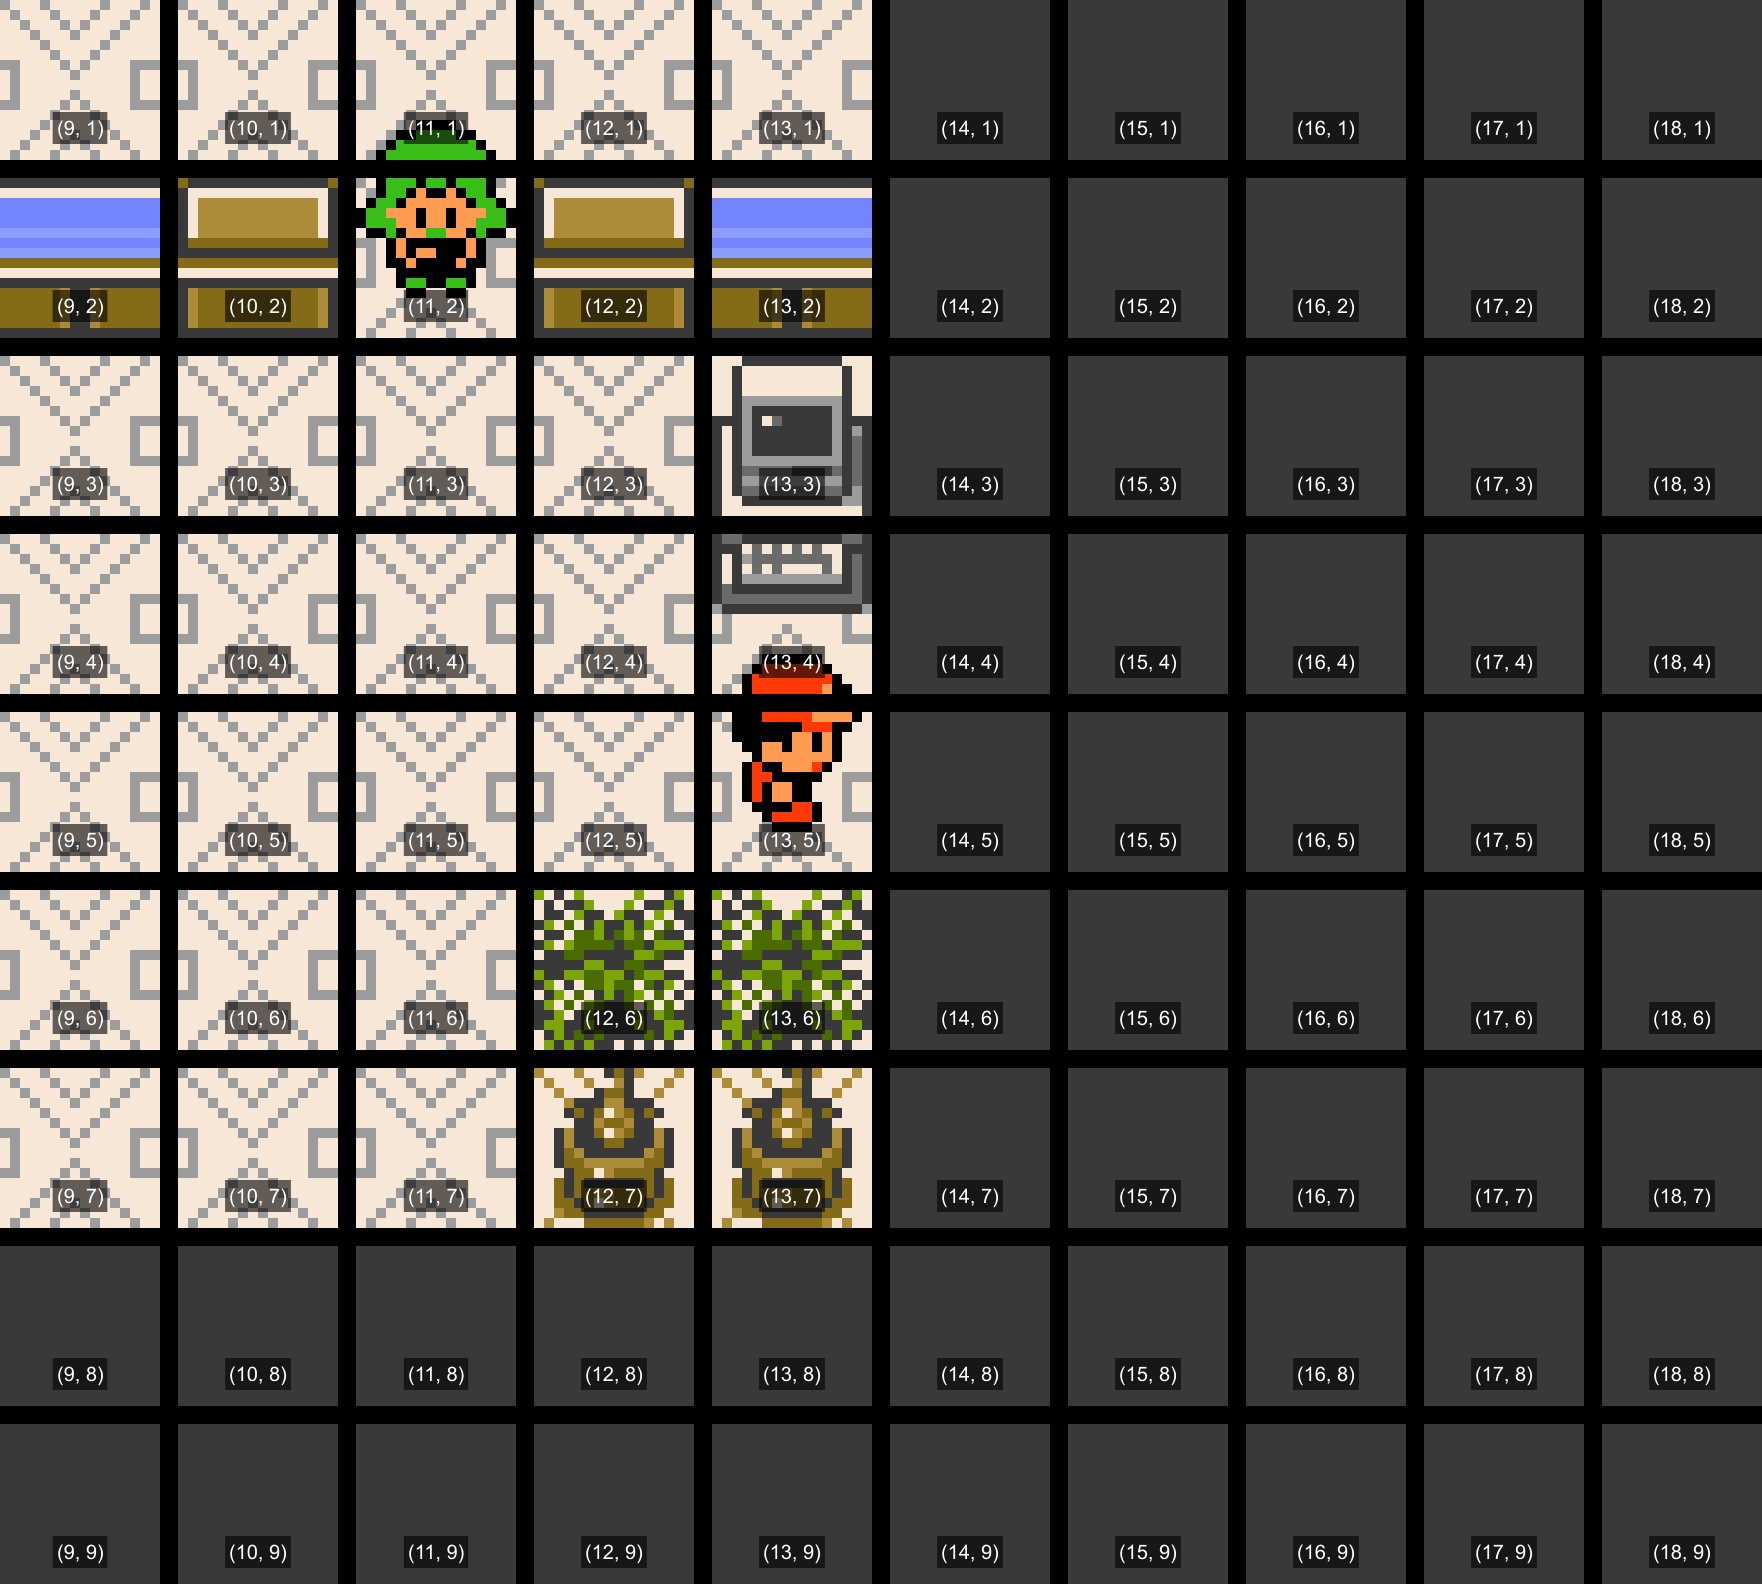 (9, 1) (10, 1) (11, 1) (12, 1) (13, 1) (14, 1) (15, 1) (16, 1) (17, 1) (18, 1)
(9, 2) (10, 2) (11, 2) (12, 2) (13, 2) (14, 2) (15, 2) (16, 2) (17, 2) (18, 2)
(9, 3) (10, 3) (11, 3) (12, 3) (13, 3) (14, 3) (15, 3) (16, 3) (17, 3) (18, 3)
(9, 4) (10, 4) (11, 4) (12, 4) (13, 4) (14, 4) (15, 4) (16, 4) (17, 4) (18, 4)
(9, 5) (10, 5) (11, 5) (12, 5) (13, 5) (14, 5) (15, 5) (16, 5) (17, 5) (18, 5)
(9, 6) (10, 6) (11, 6) (12, 6) (13, 6) (14, 6) (15, 6) (16, 6) (17, 6) (18, 6)
(9, 7) (10, 7) (11, 7) (12, 7) (13, 7) (14, 7) (15, 7) (16, 7) (17, 7) (18, 7)
(9, 8) (10, 8) (11, 8) (12, 8) (13, 8) (14, 8) (15, 8) (16, 8) (17, 8) (18, 8)
(9, 9) (10, 9) (11, 9) (12, 9) (13, 9) (14, 9) (15, 9) (16, 9) (17, 9) (18, 9)